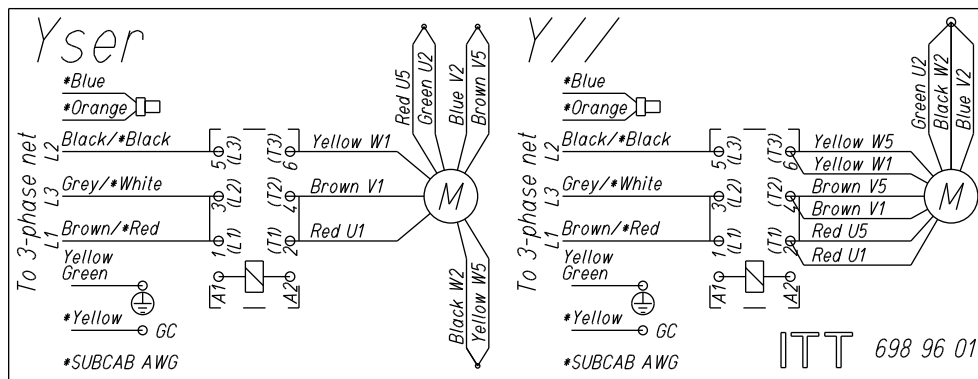 Yser
*Blue
*Orange
To 3-phase net
L2
Black/*Black
L3
Grey/*White
L1
Brown/*Red
Yellow
Green
*Yellow
GC
*SUBCAB AWG
5 (L3)
(T3) 6
3 (L2)
(T2) 4
1 (L1)
(T1) 2
A1
A2
Yellow W1
Brown V1
Red U1
Red U5
Green U2
Blue V2
Brown V5
M
Black W2
Yellow W5
Y//
*Blue
*Orange
To 3-phase net
L2
Black/*Black
L3
Grey/*White
L1
Brown/*Red
Yellow
Green
*Yellow
GC
*SUBCAB AWG
5 (L3)
(T3) 6
3 (L2)
(T2) 4
1 (L1)
(T1) 2
A1
A2
Yellow W5
Yellow W1
Brown V5
Brown V1
Red U5
Red U1
Green U2
Black W2
Blue V2
M
ITT 698 96 01